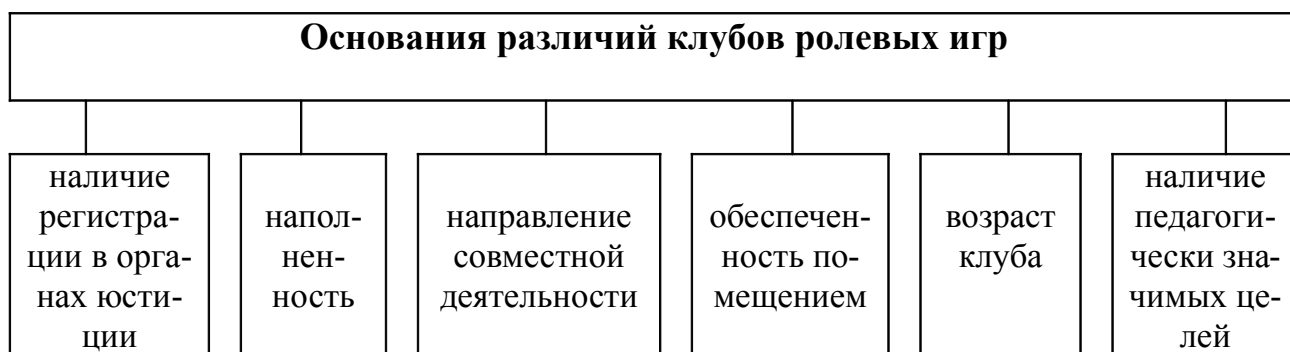 Основания различий клубов ролевых игр
наличие
регистра-
ции в орга-
нах юсти-
ции
напол-
нен-
ность
направление
совместной
деятельности
обеспечен-
ность по-
мещением
возраст
клуба
наличие
педагоги-
чески зна-
чимых це-
лей